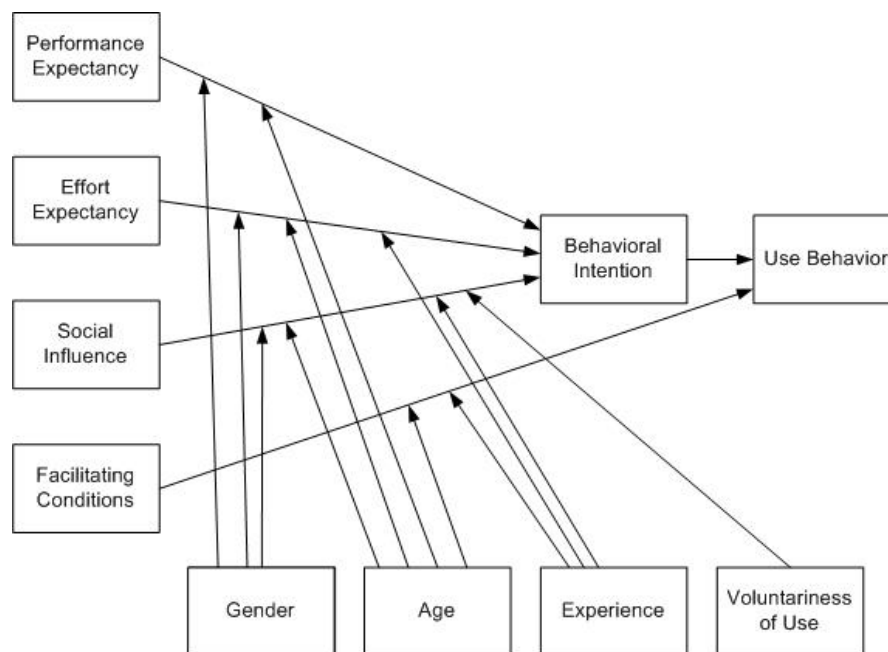 Performance
Expectancy
Effort
Expectancy
Social
Influence
Facilitating
Conditions
Behavioral
Intention
Use Behavior
Gender
Age
Experience
Voluntariness
of Use